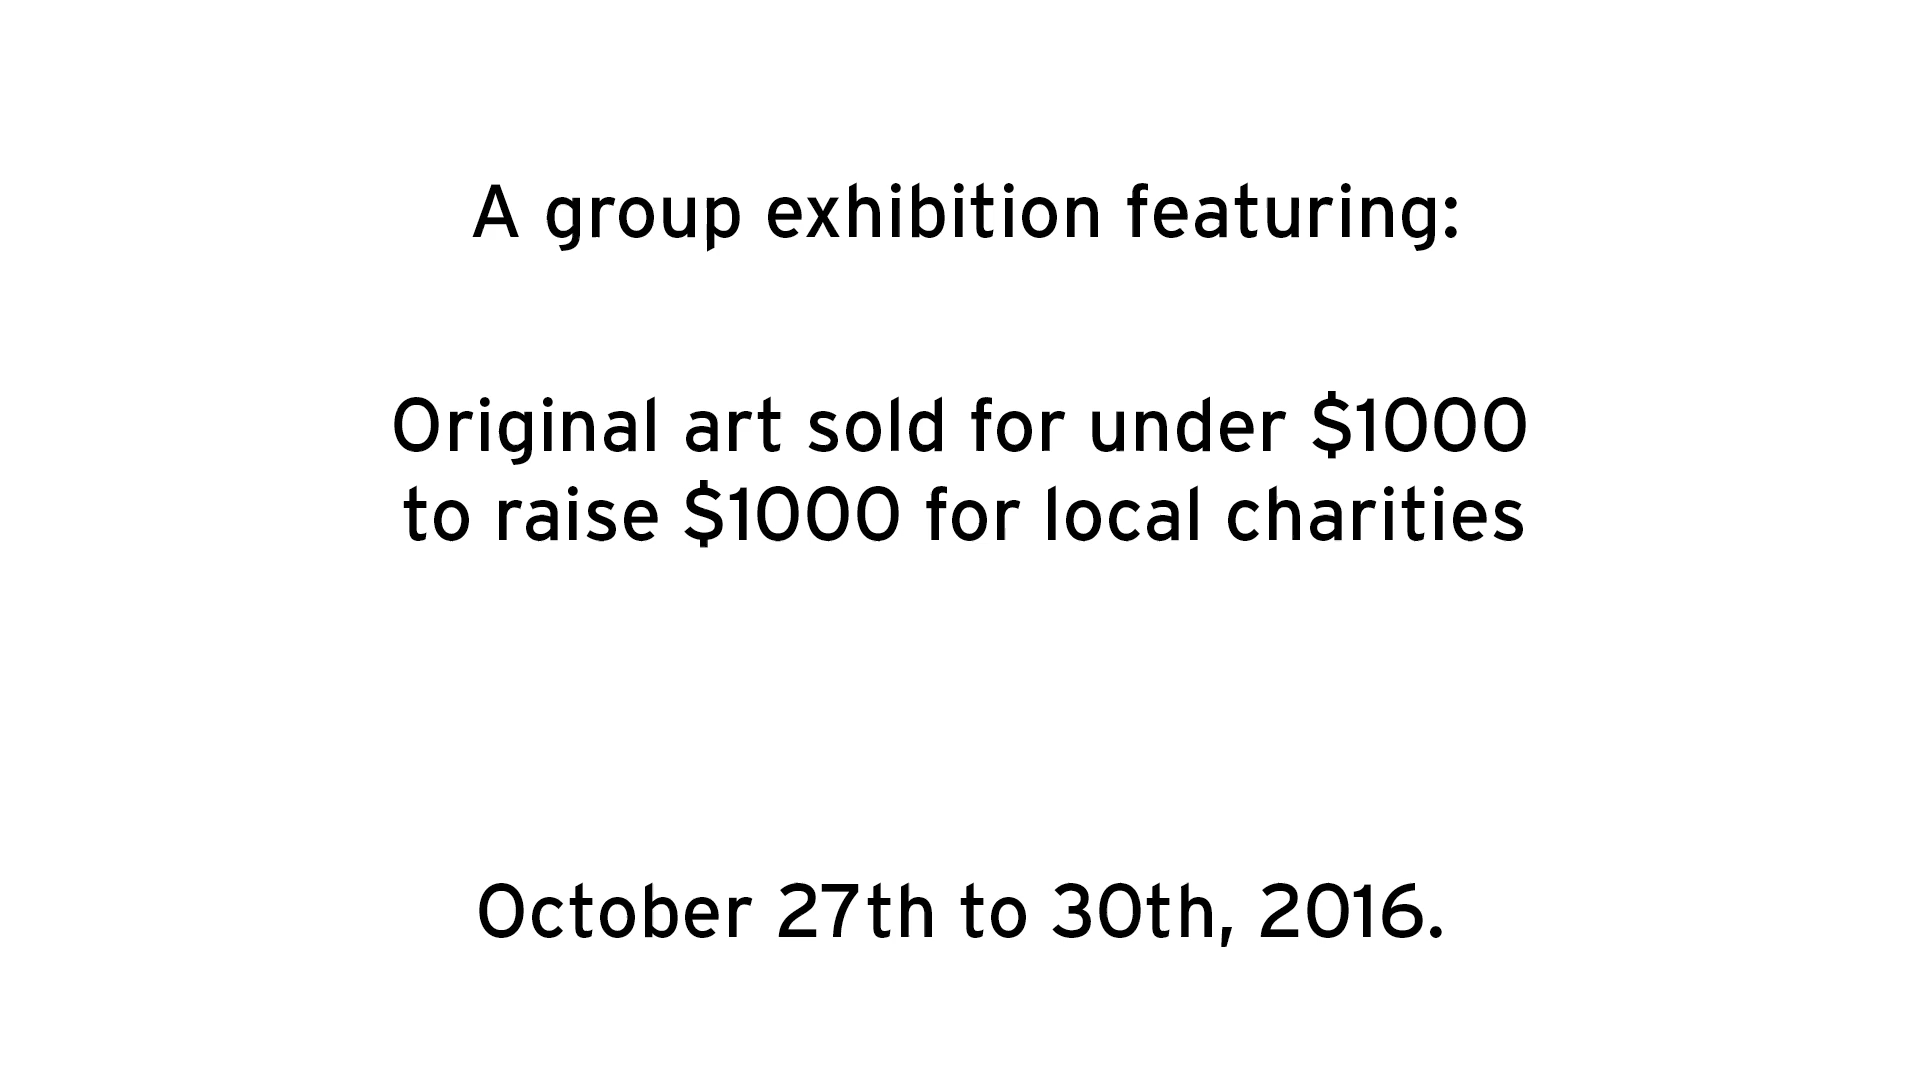 A group exhibition featuring:
Original art sold for under $1000
to raise $1000 for local charities
October 27th to 30th, 2016.